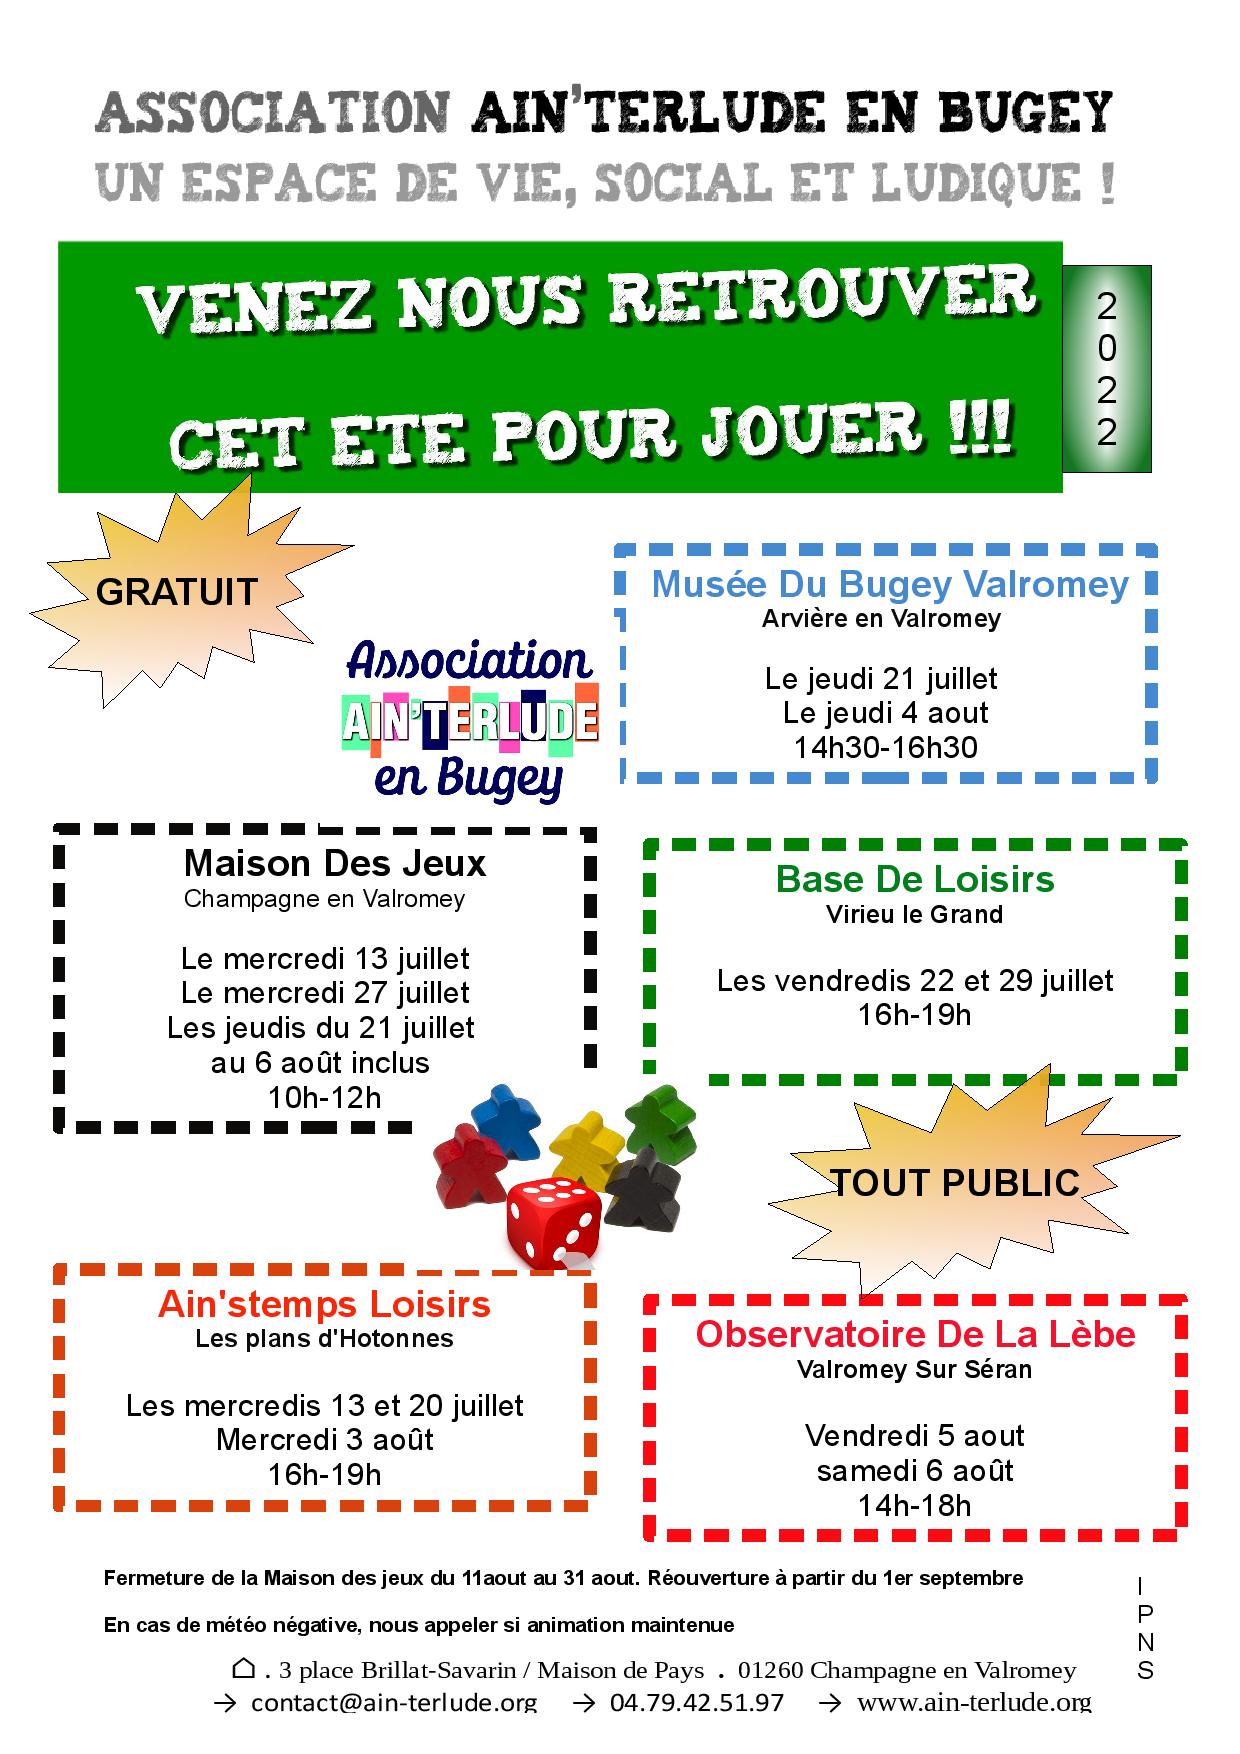 ASSOCIATION AIN'TERLUDE EN BUGEY
UN ESPACE DE VIE, SOCIAL ET LUDIQUE !
VENEZ NOUS RETROUVER
CET ETE POUR JOUER !!!
2
0
2
2
GRATUIT
Association
AIN'TERLUDE
en Bugey
Musée Du Bugey Valromey
Arvière en Valromey
Le jeudi 21 juillet
Le jeudi 4 aout
14h30-16h30
Maison Des Jeux
Champagne en Valromey
Le mercredi 13 juillet
Le mercredi 27 juillet
Les jeudis du 21 juillet
au 6 août inclus
10h-12h
Base De Loisirs
Virieu le Grand
Les vendredis 22 et 29 juillet
16h-19h
TOUT PUBLIC
Ain'stemps Loisirs
Les plans d'Hotonnes
Les mercredis 13 et 20 juillet
Mercredi 3 août
16h-19h
Observatoire De La Lèbe
Valromey Sur Séran
Vendredi 5 aout
samedi 6 août
14h-18h
Fermeture de la Maison des jeux du 11aout au 31 aout. Réouverture à partir du 1er septembre
En cas de météo négative, nous appeler si animation maintenue
I
P
N
S
. 3 place Brillat-Savarin / Maison de Pays . 01260 Champagne en Valromey
→ contact@ain-terlude.org → 04.79.42.51.97 → www.ain-terlude.org